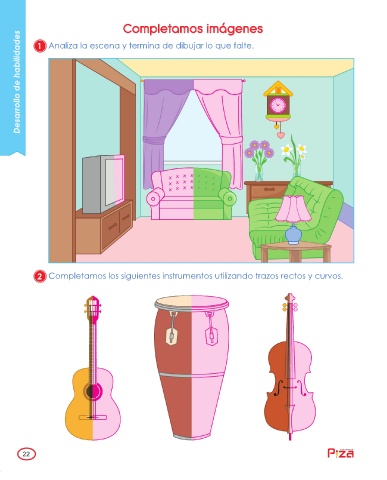 Desarrollo de habilidades
Completamos imágenes
1 Analiza la escena y termina de dibujar lo que falte.
2 Completamos los siguientes instrumentos utilizando trazos rectos y curvos.
22
Piza